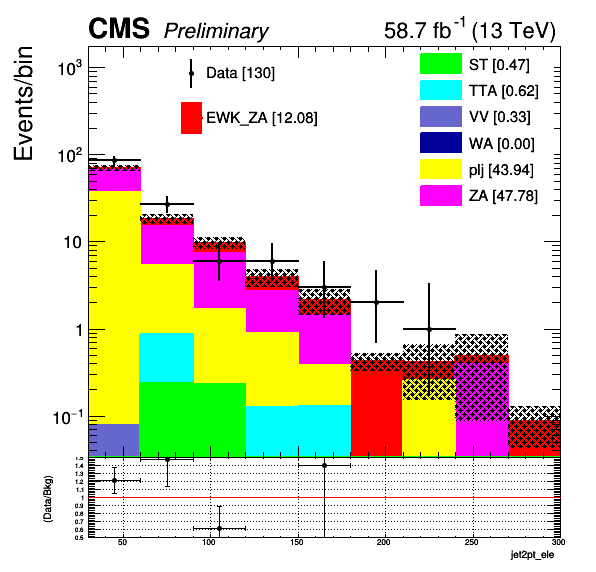 CMS Preliminary 58.7 fb⁻¹ (13 TeV)
Events/bin
Data [130]
EWK_ZA [12.08]
ST [0.47]
TTA [0.62]
VV [0.33]
WA [0.00]
plj [43.94]
ZA [47.78]
10³
10²
10
1
10⁻¹
(Data/Bkg)
1.5
1.4
1.3
1.2
1.1
1
0.9
0.8
0.7
0.6
0.5
50 100 150 200 250 300
jet2pt_ele